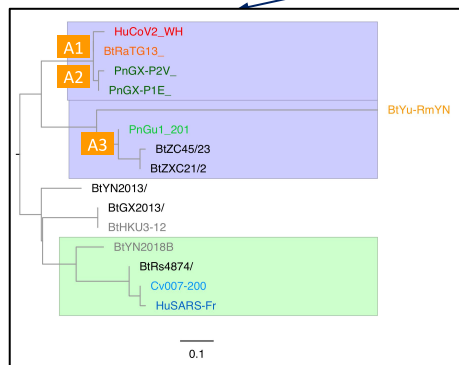 HuCoV2_WH
A1
BtRaTG13_
A2
PnGX-P2V_
PnGX-P1E_
BtYu-RmYN
PnGu1_201
A3
BtZC45/23
BtZXC21/2
BtYN2013/
BtGX2013/
BtHKU3-12
BtYN2018B
BtRs4874/
Cv007-200
HuSARS-Fr
0.1